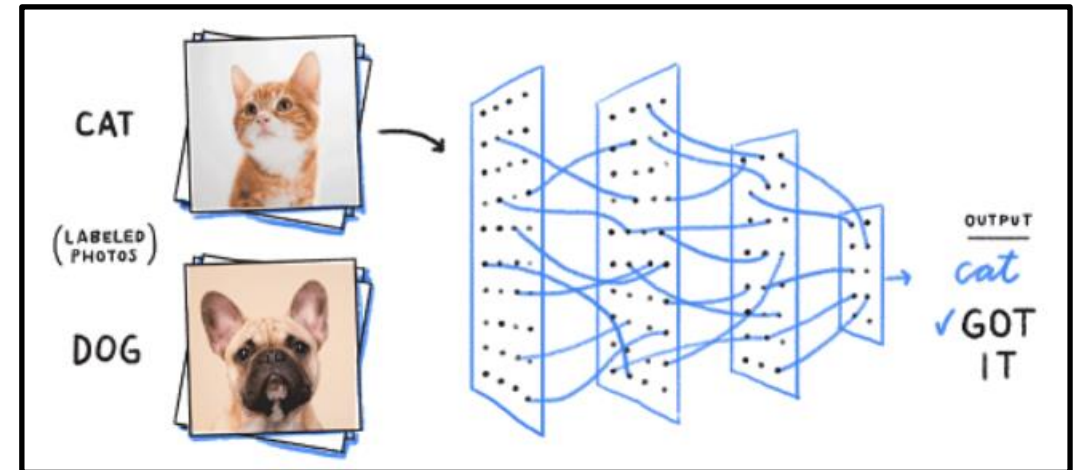 CAT
(LABELED
PHOTOS)
DOG
OUTPUT
cat
✓GOT
IT